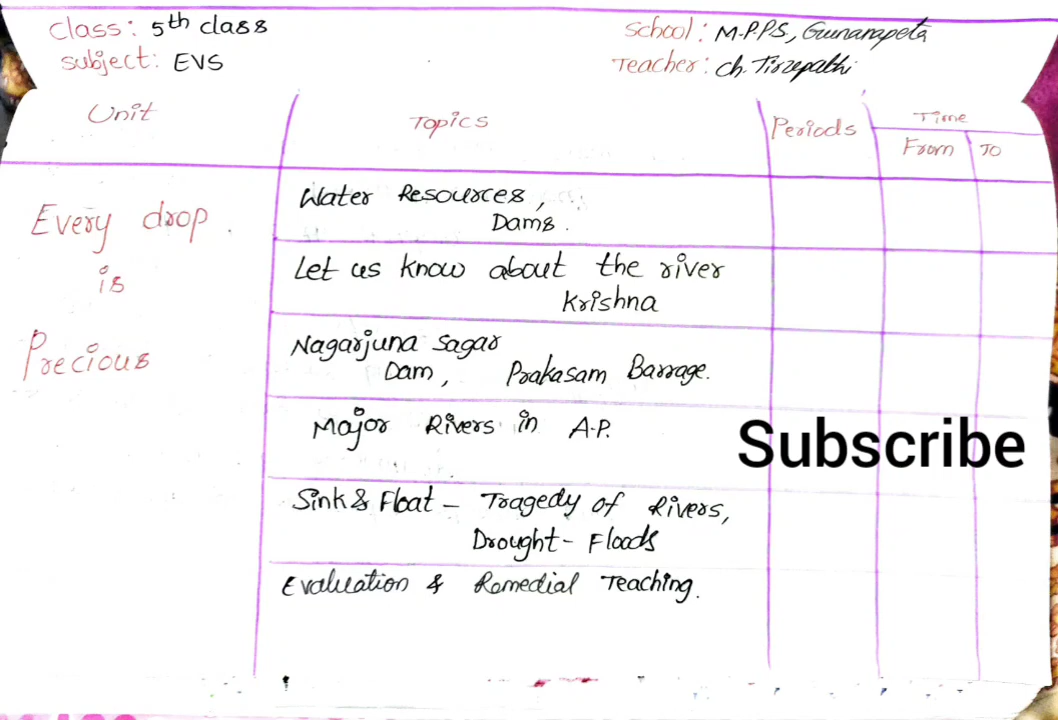 Class: 5th class
School: M.P.P.S., Gunnarapeta
Subject: EVS
Teacher: Ch. Tirupathi
Unit
Topics
Periods
Time
From
To
Every drop
is
Precious
Water Resources,
Dams.
Let us know about the river
Krishna
Nagarjuna Sagar
Dam, Prakasam Barrage.
Major Rivers in A.P.
Subscribe
Sink & Float - Tragedy of Rivers,
Drought - Floods
Evaluation & Remedial Teaching.